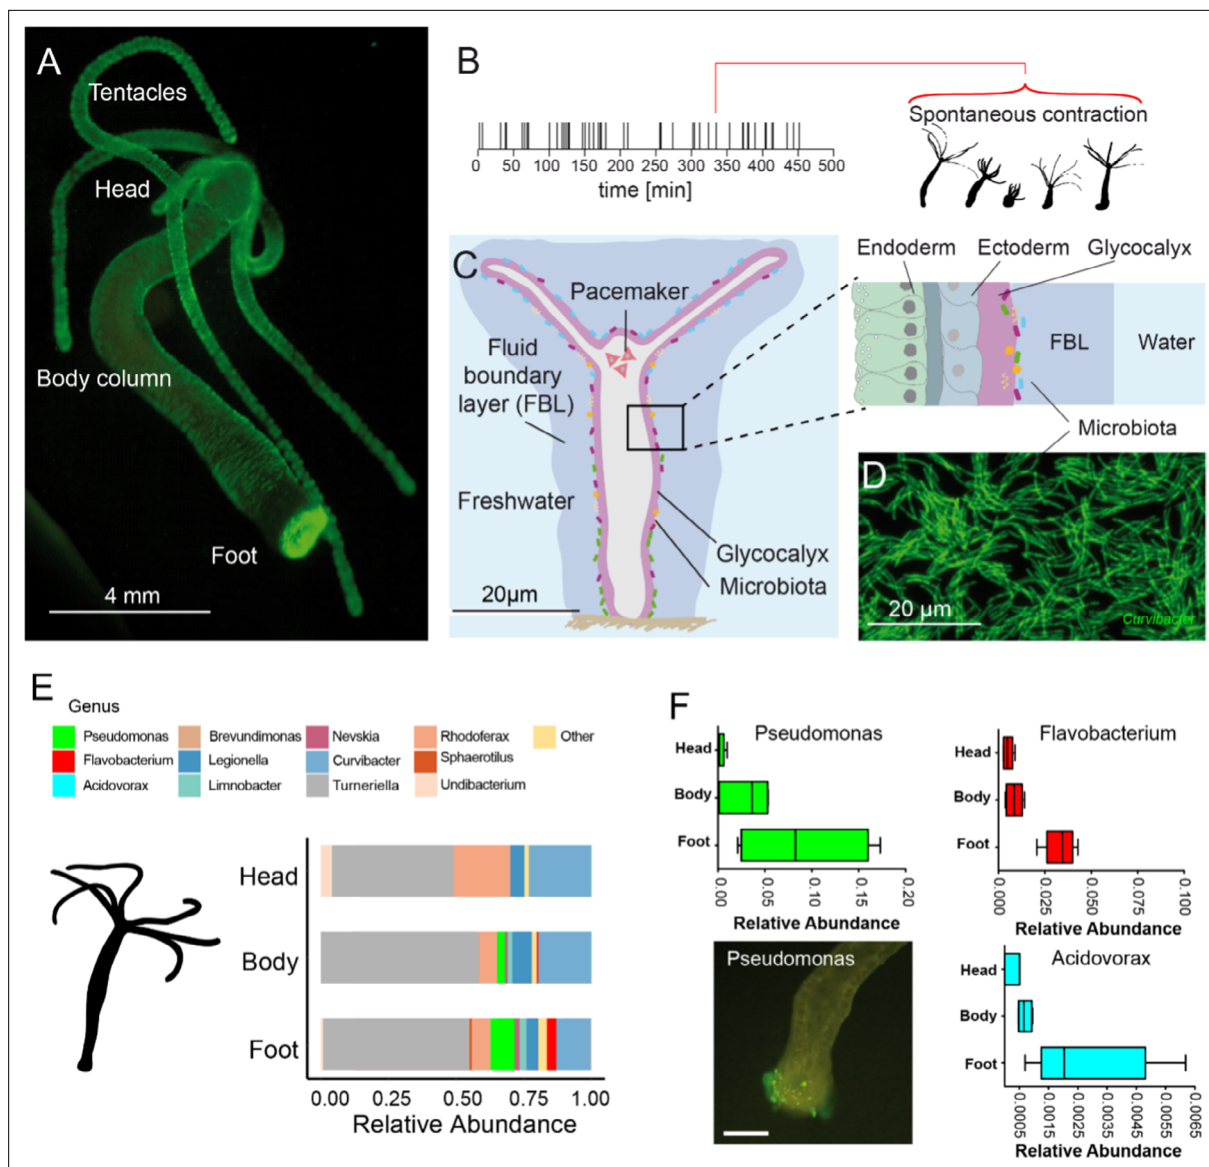 A
Tentacles
Head
Body column
Foot
4 mm
B
0 50 100 150 200 250 300 350 400 450 500
time [min]
Spontaneous contraction
C
Pacemaker
Fluid
boundary
layer (FBL)
Freshwater
Glycocalyx
Microbiota
20µm
Endoderm Ectoderm Glycocalyx
FBL
Water
Microbiota
D
20 µm
Curvibacter
E
Genus
Pseudomonas Brevundimonas Nevskia Rhodoferax Other
Flavobacterium Legionella Curvibacter Sphaerotilus
Acidovorax Limnobacter Turneriella Undibacterium
Head
Body
Foot
0.00 0.25 0.50 0.75 1.00
Relative Abundance
F
Pseudomonas
Head
Body
Foot
0.00 0.05 0.10 0.15 0.20
Relative Abundance
Flavobacterium
Head
Body
Foot
0.000 0.025 0.050 0.075 0.100
Relative Abundance
Pseudomonas
Acidovorax
Head
Body
Foot
0.0005 0.0015 0.0025 0.0035 0.0045 0.0055 0.0065
Relative Abundance